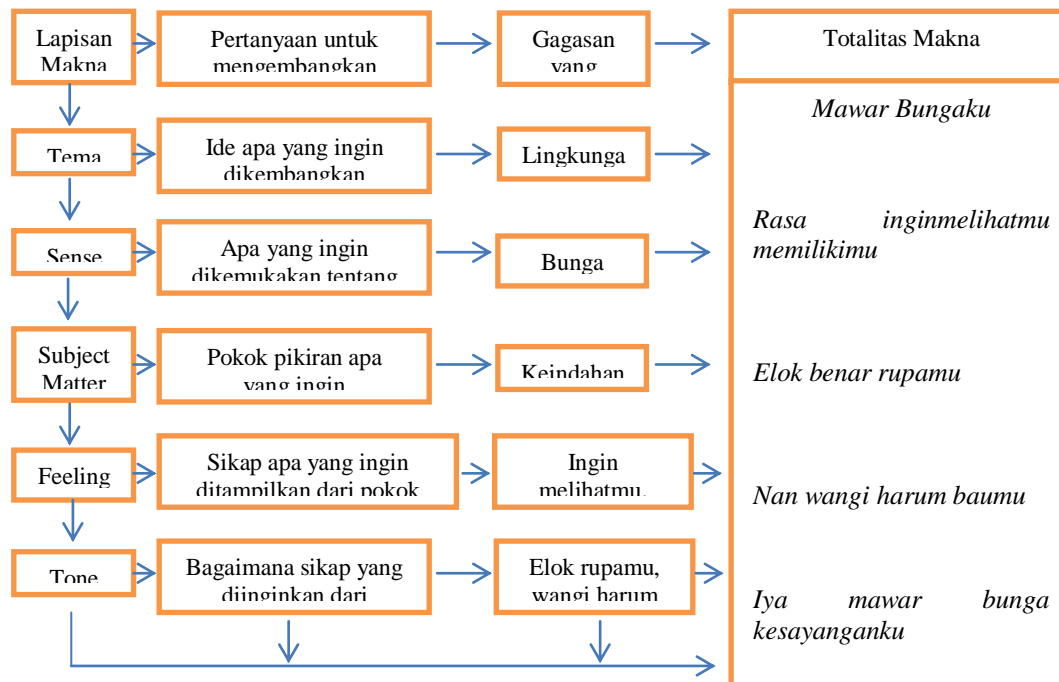 Lapisan
Makna
Pertanyaan untuk
mengembangkan
Gagasan
yang
Totalitas Makna
Tema
Ide apa yang ingin
dikembangkan
Lingkunga
Sense
Apa yang ingin
dikemukakan tentang
Bunga
Subject
Matter
Pokok pikiran apa
yang ingin
Keindahan
Feeling
Sikap apa yang ingin
ditampilkan dari pokok
Ingin
melihatmu,
Tone
Bagaimana sikap yang
diinginkan dari
Elok rupamu,
wangi harum
Mawar Bungaku
Rasa inginmelihatmu
memilikimu
Elok benar rupamu
Nan wangi harum baumu
Iya mawar bunga
kesayanganku